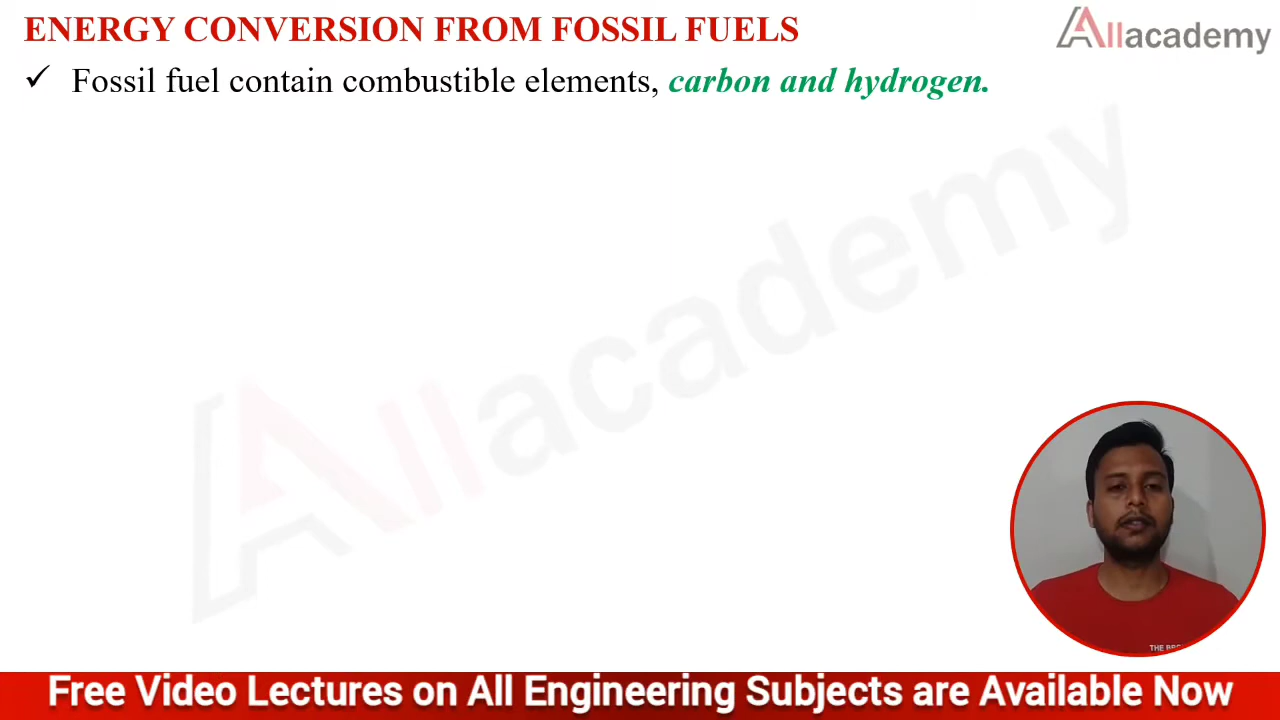 ENERGY CONVERSION FROM FOSSIL FUELS
Allacademy
✓ Fossil fuel contain combustible elements, carbon and hydrogen.
Allacademy
THE
Free Video Lectures on All Engineering Subjects are Available Now